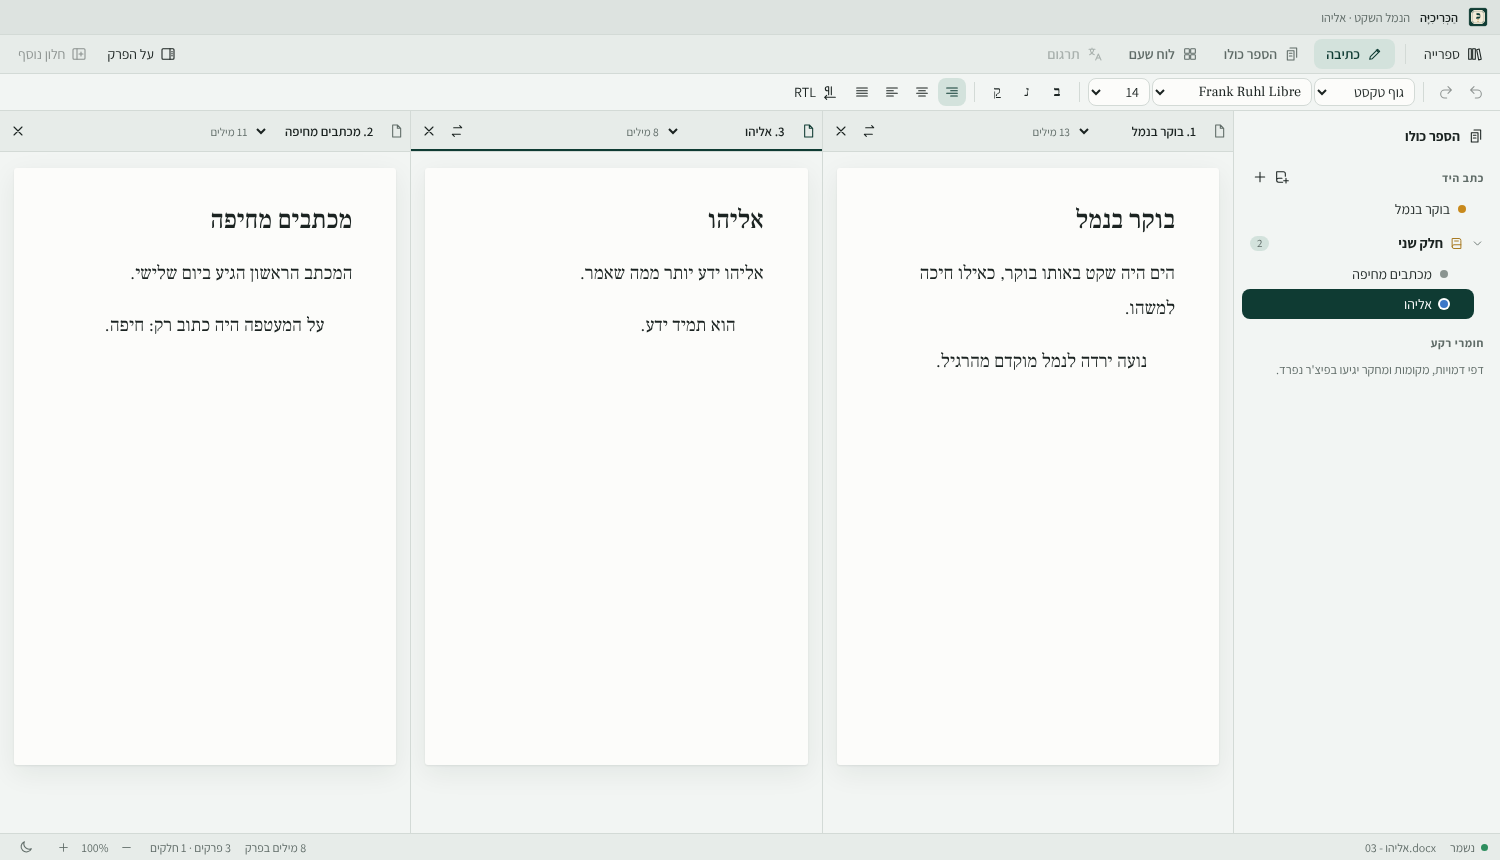 הכריכיה הנמל השקט · אליהו
ספרייה כתיבה הספר כולו לוח שעם תרגום על הפרק חלון נוסף
גוף טקסט Frank Ruhl Libre 14 ב נ ק RTL
הספר כולו
כתב היד
בוקר בנמל
חלק שני 2
מכתבים מחיפה
אליהו
חומרי רקע
דפי דמויות, מקומות ומחקר יגיעו בפיצ'ר נפרד.
1. בוקר בנמל 13 מילים
בוקר בנמל
הים היה שקט באותו בוקר, כאילו חיכה
למשהו.
נועה ירדה לנמל מוקדם מהרגיל.
3. אליהו 8 מילים
אליהו
אליהו ידע יותר ממה שאמר.
הוא תמיד ידע.
2. מכתבים מחיפה 11 מילים
מכתבים מחיפה
המכתב הראשון הגיע ביום שלישי.
על המעטפה היה כתוב רק: חיפה.
נשמר 03 - אליהו.docx 8 מילים בפרק 3 פרקים · 1 חלקים − 100% +